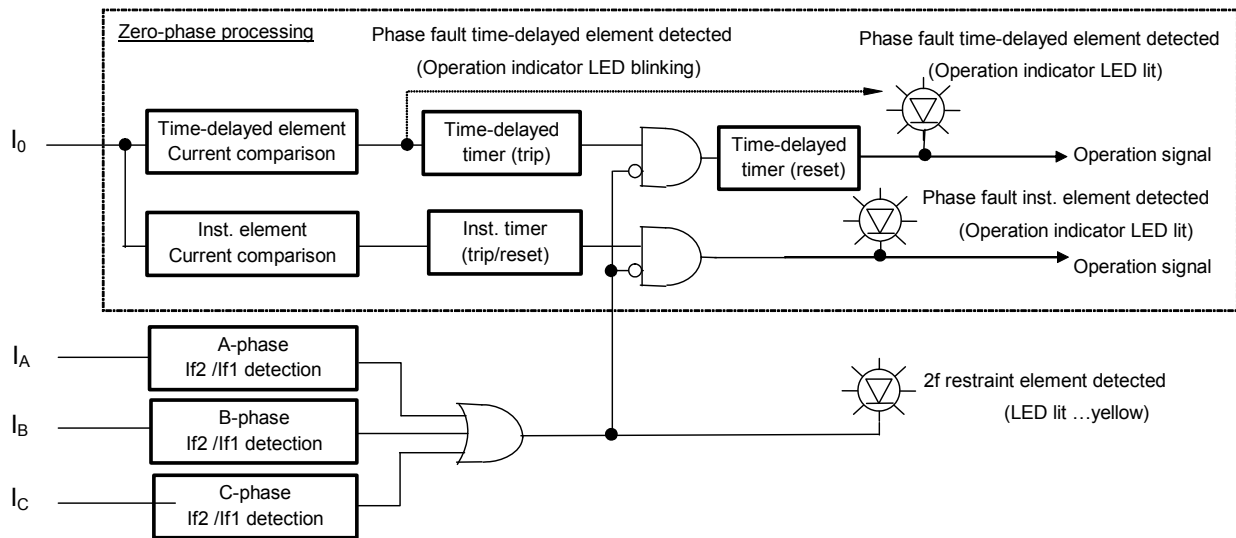 Zero-phase processing
Phase fault time-delayed element detected
(Operation indicator LED blinking)
Phase fault time-delayed element detected
(Operation indicator LED lit)
I0
Time-delayed element
Current comparison
Time-delayed
timer (trip)
Time-delayed
timer (reset)
Operation signal
Inst. element
Current comparison
Inst. timer
(trip/reset)
Phase fault inst. element detected
(Operation indicator LED lit)
Operation signal
IA
A-phase
If2 /If1 detection
IB
B-phase
If2 /If1 detection
IC
C-phase
If2 /If1 detection
2f restraint element detected
(LED lit …yellow)